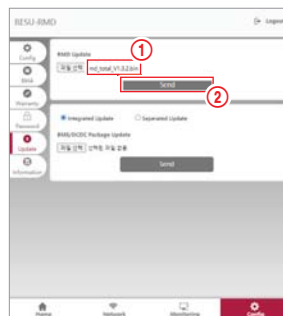 RESU-RMD
Logout
Config
①
RMD Update
BMA
파일 선택 md_total_V1.0.2.bin
Send
②
Warranty
Password
Integrated Update Separated Update
Update
BMS/DCDC Package Update
파일 선택 선택된 파일 없음
Information
Send
Home Network Monitoring Config